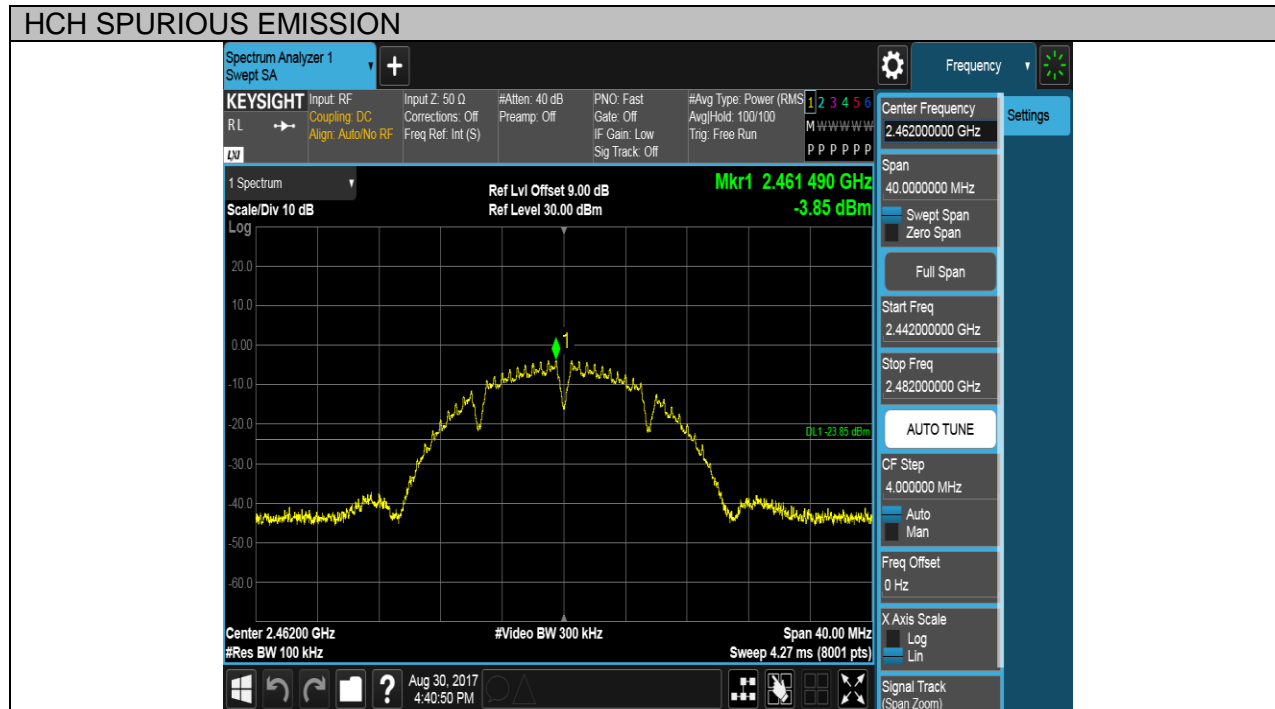 HCH SPURIOUS EMISSION
Spectrum Analyzer 1
Swept SA
+
Frequency
KEYSIGHT
RL
LXI
Input: RF
Coupling: DC
Align: Auto/No RF
Input Z: 50 Ω
Corrections: Off
Freq Ref: Int (S)
#Atten: 40 dB
Preamp: Off
PNO: Fast
Gate: Off
IF Gain: Low
Sig Track: Off
#Avg Type: Power (RMS
Avg|Hold: 100/100
Trig: Free Run
1 2 3 4 5 6
M W W W W W
P P P P P P
1 Spectrum
Scale/Div 10 dB
Log
Ref Lvl Offset 9.00 dB
Ref Level 30.00 dBm
Mkr1 2.461 490 GHz
-3.85 dBm
20.0
10.0
0.00
-10.0
-20.0
-30.0
-40.0
-50.0
-60.0
1
DL1 -23.85 dBm
Center 2.46200 GHz
#Res BW 100 kHz
#Video BW 300 kHz
Span 40.00 MHz
Sweep 4.27 ms (8001 pts)
Center Frequency
2.462000000 GHz
Settings
Span
40.0000000 MHz
Swept Span
Zero Span
Full Span
Start Freq
2.442000000 GHz
Stop Freq
2.482000000 GHz
AUTO TUNE
CF Step
4.000000 MHz
Auto
Man
Freq Offset
0 Hz
X Axis Scale
Log
Lin
Signal Track
(Span Zoom)
?
Aug 30, 2017
4:40:50 PM